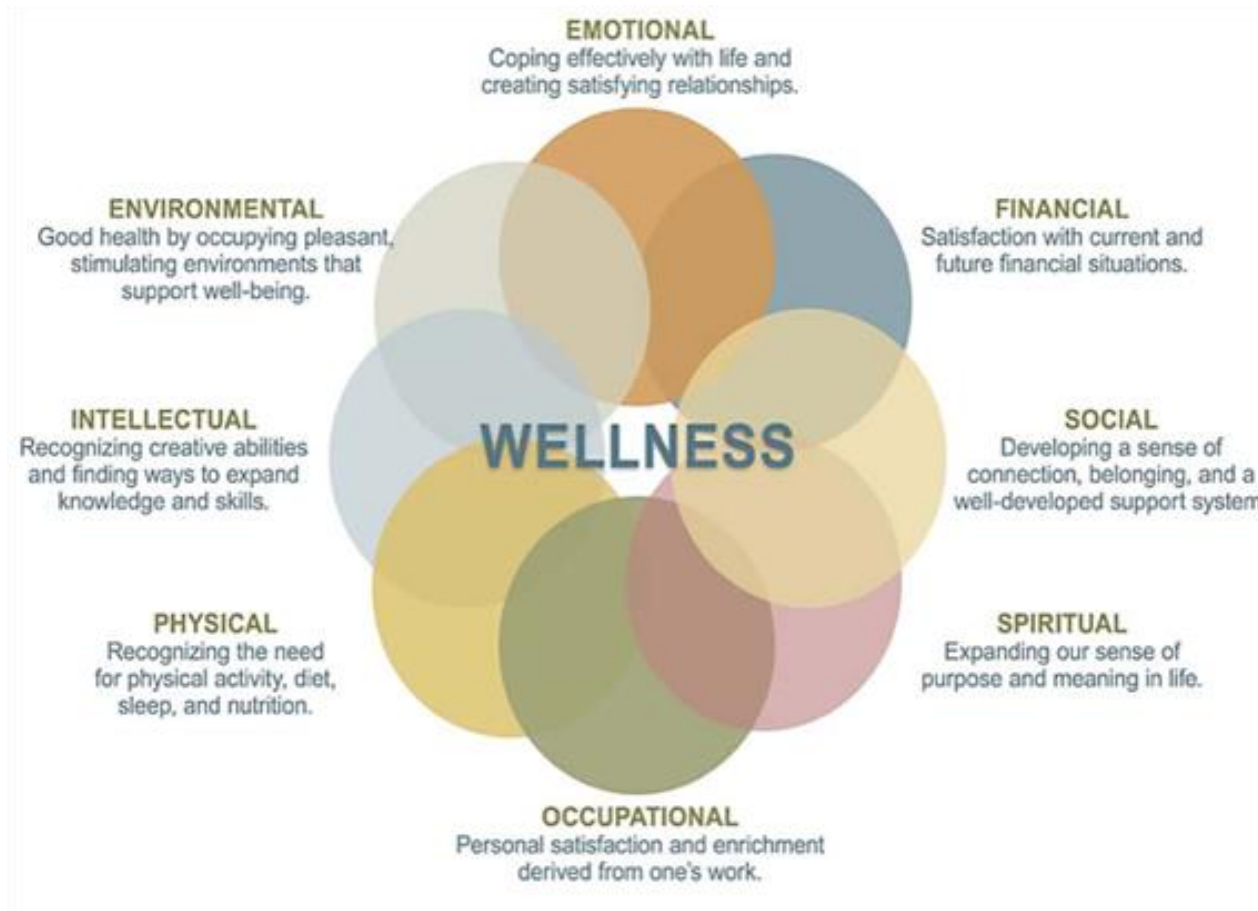 EMOTIONAL
Coping effectively with life and
creating satisfying relationships.
FINANCIAL
Satisfaction with current and
future financial situations.
SOCIAL
Developing a sense of
connection, belonging, and a
well-developed support system
SPIRITUAL
Expanding our sense of
purpose and meaning in life.
OCCUPATIONAL
Personal satisfaction and enrichment
derived from one's work.
PHYSICAL
Recognizing the need
for physical activity, diet,
sleep, and nutrition.
INTELLECTUAL
Recognizing creative abilities
and finding ways to expand
knowledge and skills.
ENVIRONMENTAL
Good health by occupying pleasant,
stimulating environments that
support well-being.
WELLNESS